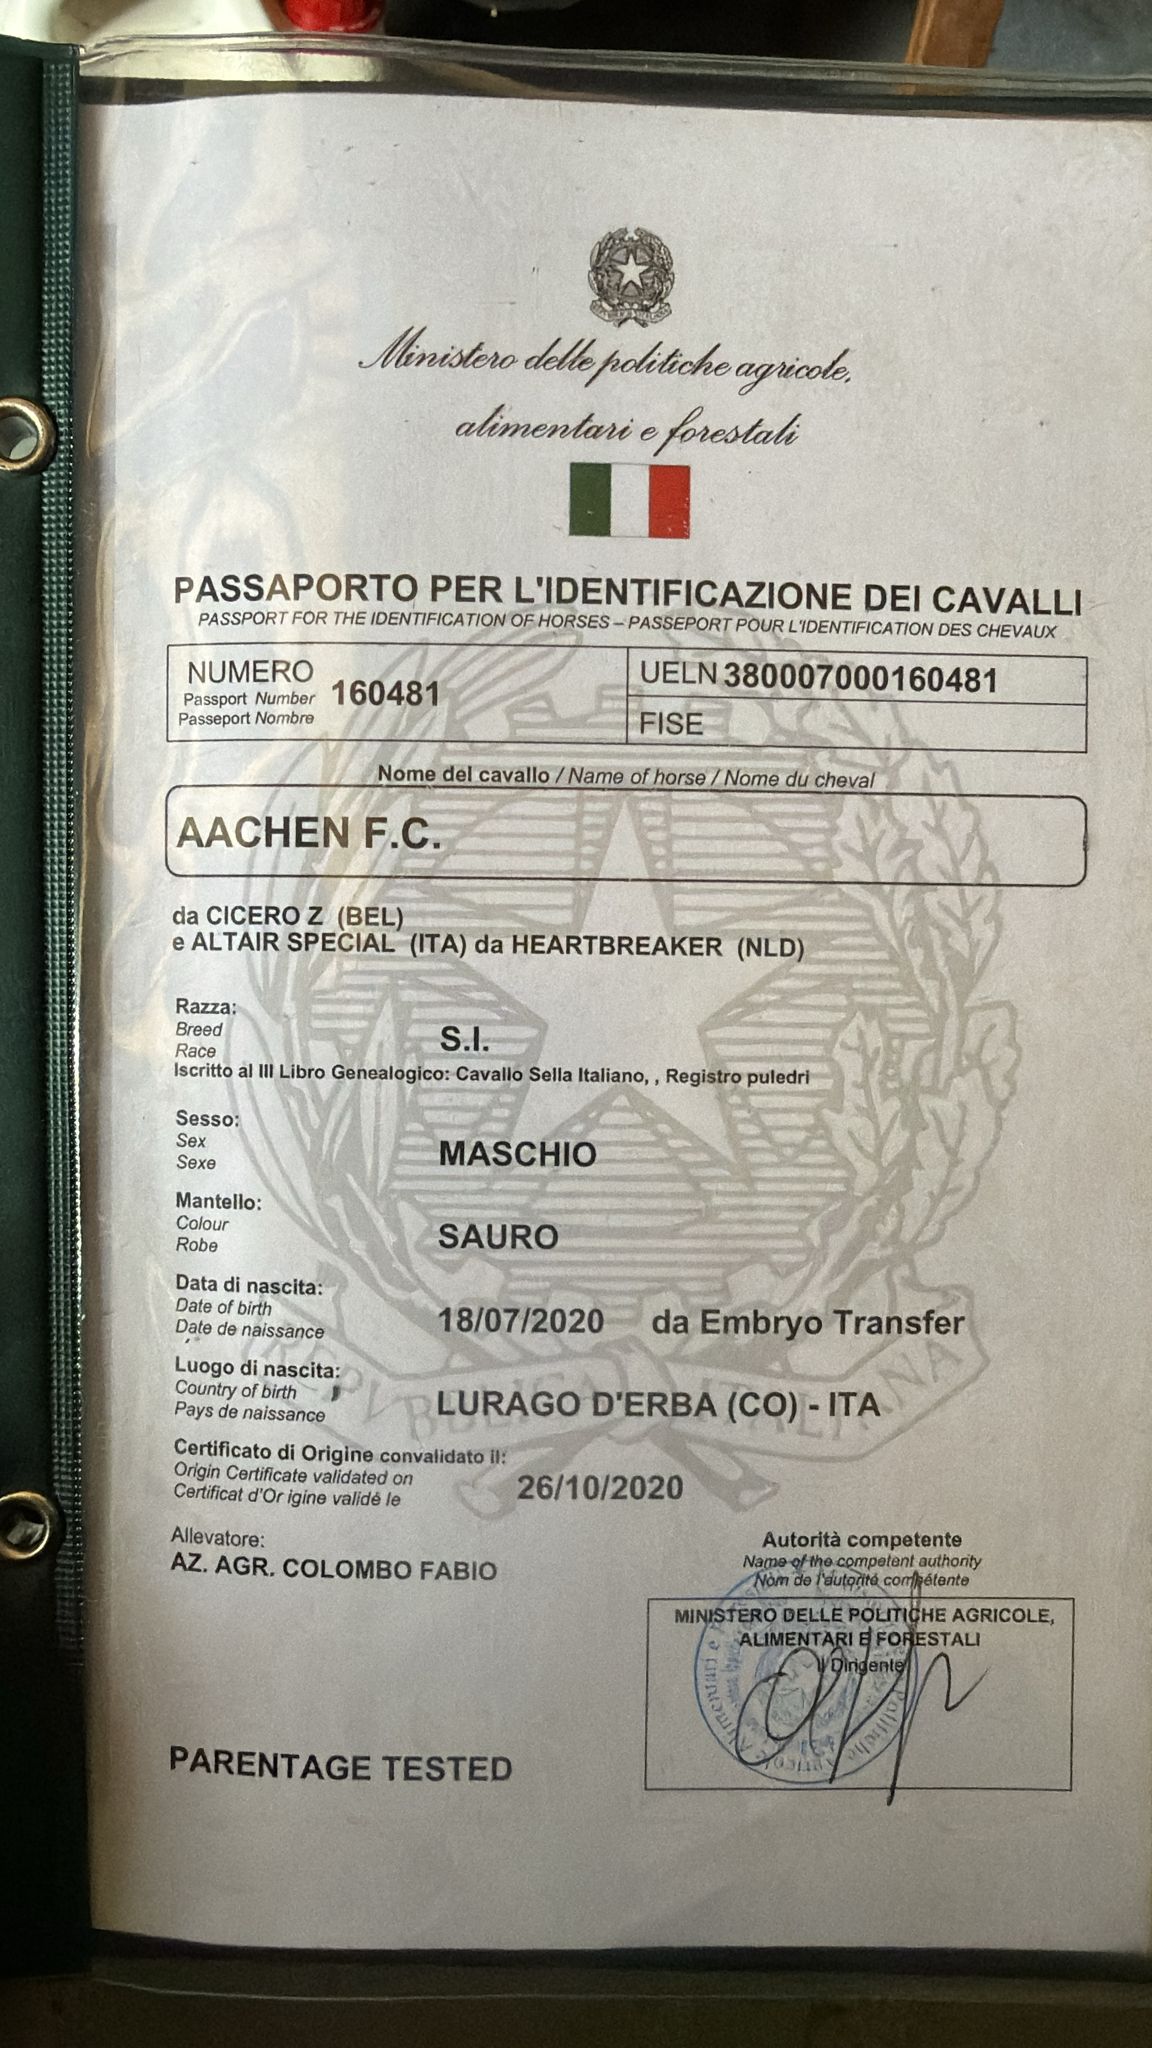 Ministero delle politiche agricole,
alimentari e forestali
PASSAPORTO PER L'IDENTIFICAZIONE DEI CAVALLI
PASSPORT FOR THE IDENTIFICATION OF HORSES – PASSEPORT POUR L'IDENTIFICATION DES CHEVAUX
NUMERO
Passport Number 160481
Passeport Nombre
UELN 380007000160481
FISE
Nome del cavallo / Name of horse / Nome du cheval
AACHEN F.C.
da CICERO Z (BEL)
e ALTAIR SPECIAL (ITA) da HEARTBREAKER (NLD)
Razza:
Breed
Race
S.I.
Iscritto al III Libro Genealogico: Cavallo Sella Italiano, , Registro puledri
Sesso:
Sex
Sexe
MASCHIO
Mantello:
Colour
Robe
SAURO
Data di nascita:
Date of birth
Date de naissance
18/07/2020 da Embryo Transfer
Luogo di nascita:
Country of birth
Pays de naissance
LURAGO D'ERBA (CO) - ITA
Certificato di Origine convalidato il:
Origin Certificate validated on
Certificat d'Or igine validé le
26/10/2020
Allevatore:
AZ. AGR. COLOMBO FABIO
Autorità competente
Name of the competent authority
Nom de l'autorité compétente
MINISTERO DELLE POLITICHE AGRICOLE,
ALIMENTARI E FORESTALI
Il Dirigente
PARENTAGE TESTED